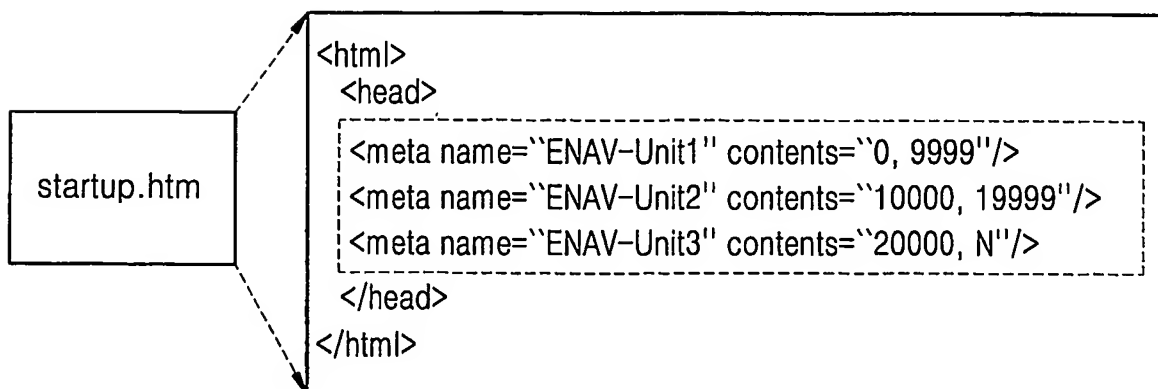 startup.htm
<html>
<head>
<meta name="ENAV-Unit1" contents="0, 9999"/>
<meta name="ENAV-Unit2" contents="10000, 19999"/>
<meta name="ENAV-Unit3" contents="20000, N"/>
</head>
</html>